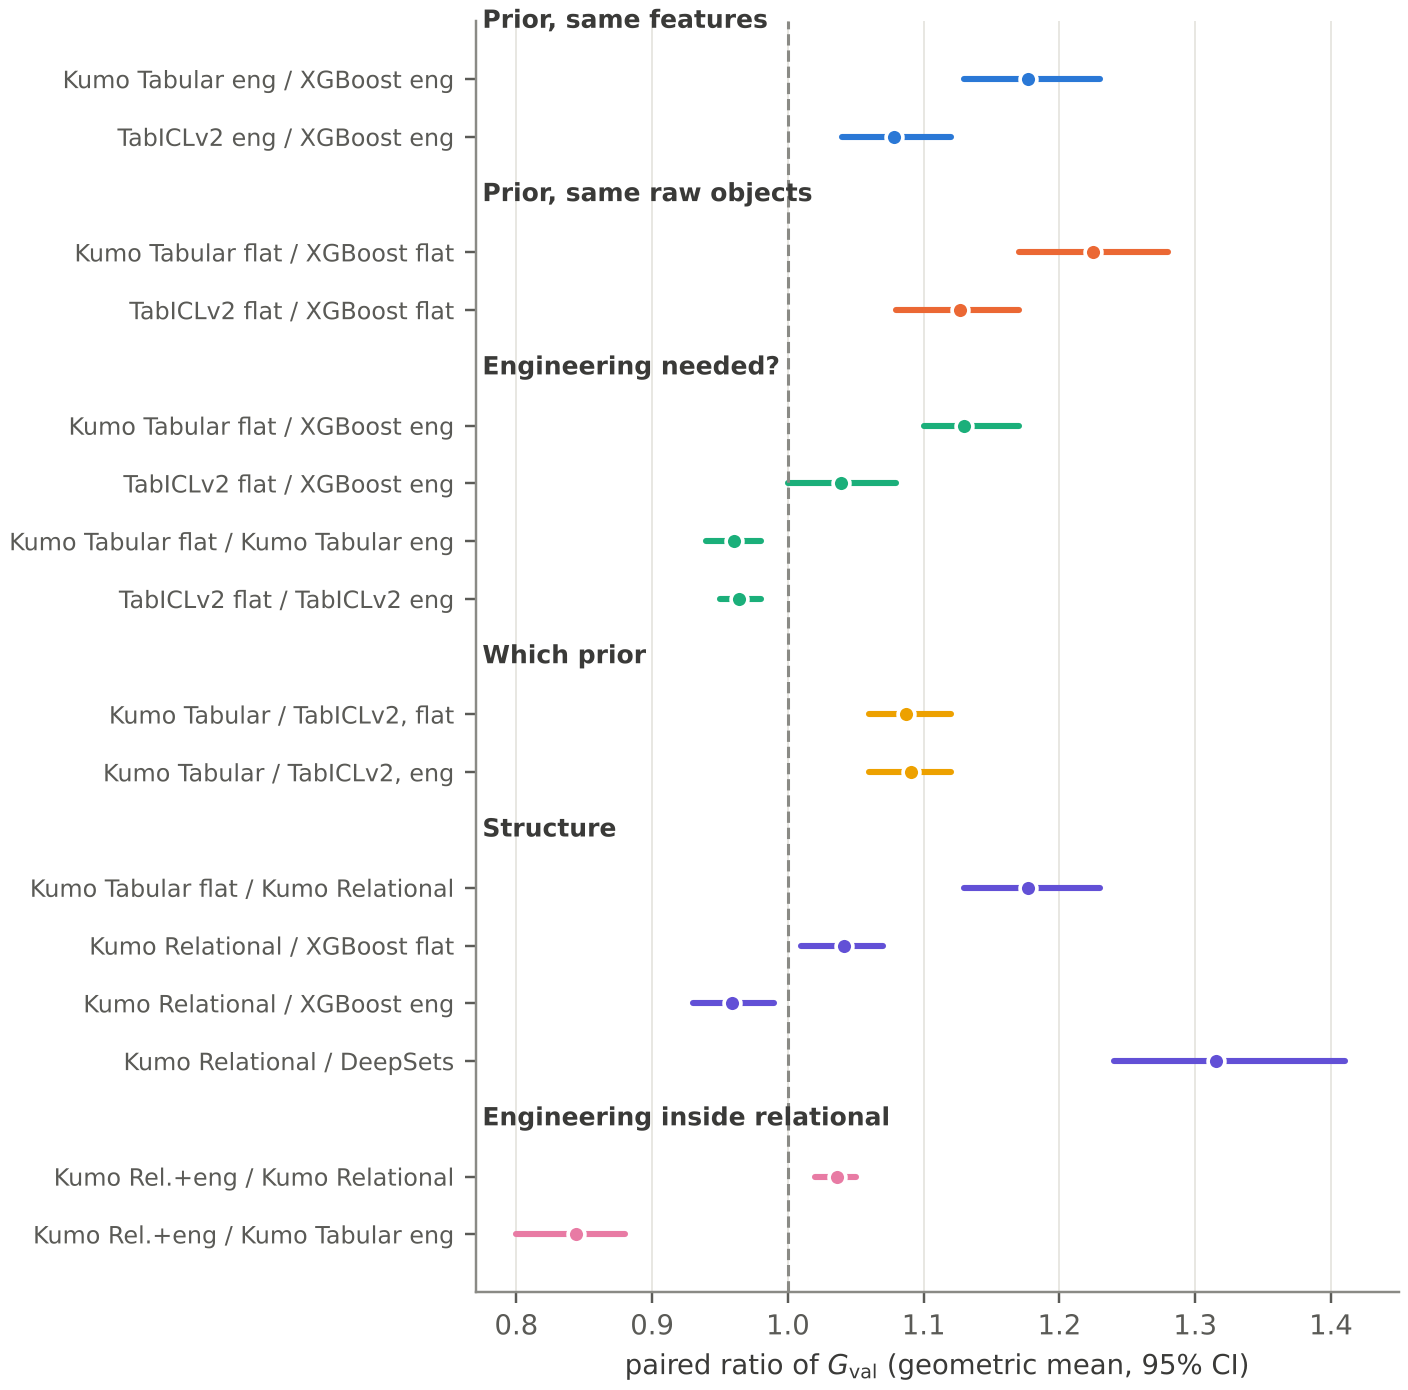 Prior, same features
Kumo Tabular eng / XGBoost eng
TabICLv2 eng / XGBoost eng
Prior, same raw objects
Kumo Tabular flat / XGBoost flat
TabICLv2 flat / XGBoost flat
Engineering needed?
Kumo Tabular flat / XGBoost eng
TabICLv2 flat / XGBoost eng
Kumo Tabular flat / Kumo Tabular eng
TabICLv2 flat / TabICLv2 eng
Which prior
Kumo Tabular / TabICLv2, flat
Kumo Tabular / TabICLv2, eng
Structure
Kumo Tabular flat / Kumo Relational
Kumo Relational / XGBoost flat
Kumo Relational / XGBoost eng
Kumo Relational / DeepSets
Engineering inside relational
Kumo Rel.+eng / Kumo Relational
Kumo Rel.+eng / Kumo Tabular eng
0.8 0.9 1.0 1.1 1.2 1.3 1.4
paired ratio of G_val (geometric mean, 95% CI)